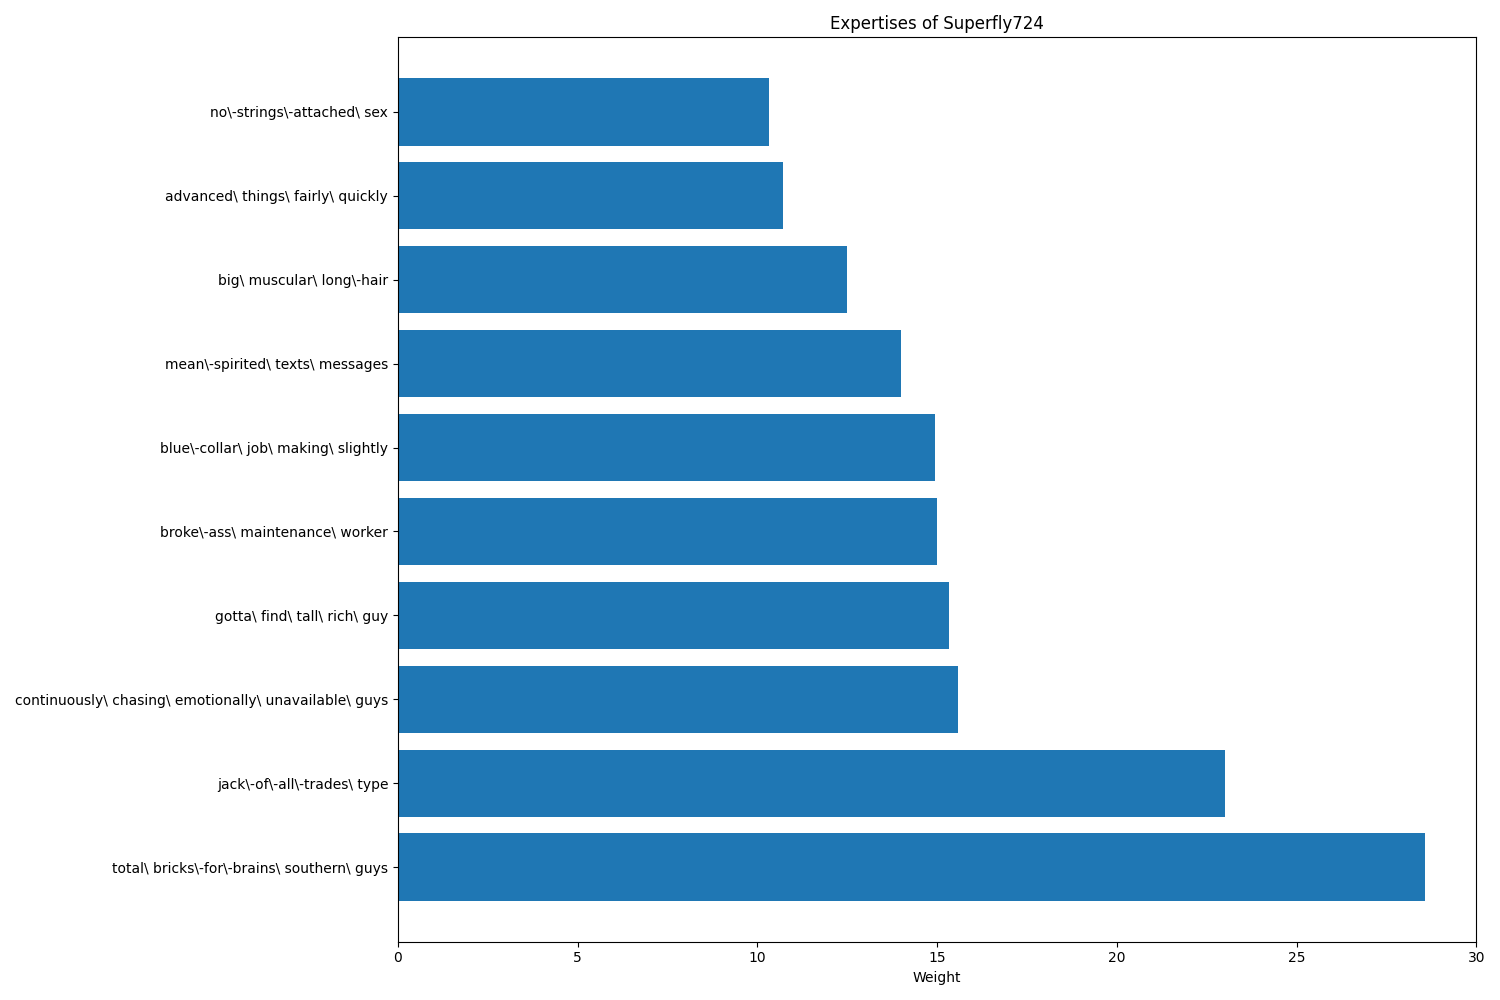 Expertises of Superfly724
no\-strings\-attached\ sex
advanced\ things\ fairly\ quickly
big\ muscular\ long\-hair
mean\-spirited\ texts\ messages
blue\-collar\ job\ making\ slightly
broke\-ass\ maintenance\ worker
gotta\ find\ tall\ rich\ guy
continuously\ chasing\ emotionally\ unavailable\ guys
jack\-of\-all\-trades\ type
total\ bricks\-for\-brains\ southern\ guys
0 5 10 15 20 25 30
Weight